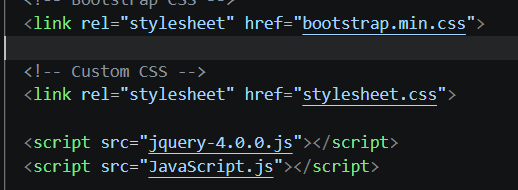 <!-- Bootstrap CSS -->
<link rel="stylesheet" href="bootstrap.min.css">
<!-- Custom CSS -->
<link rel="stylesheet" href="stylesheet.css">
<script src="jquery-4.0.0.js"></script>
<script src="JavaScript.js"></script>